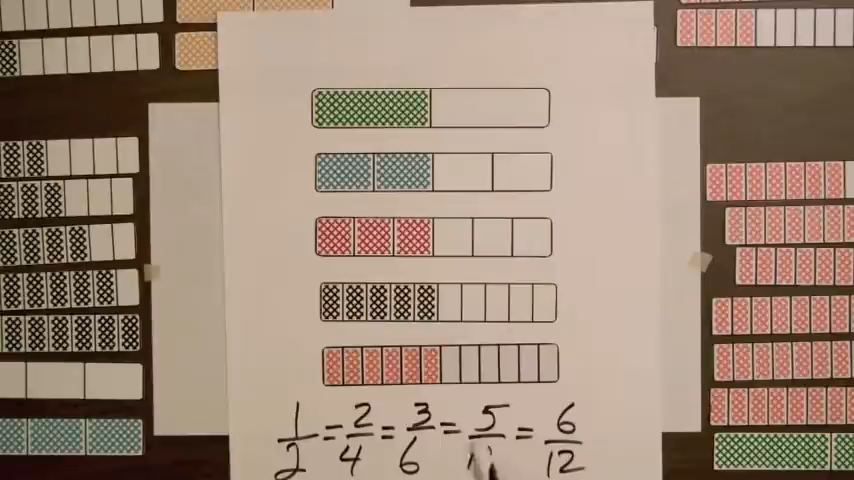 1/2 = 2/4 = 3/6 = 5/ = 6/12